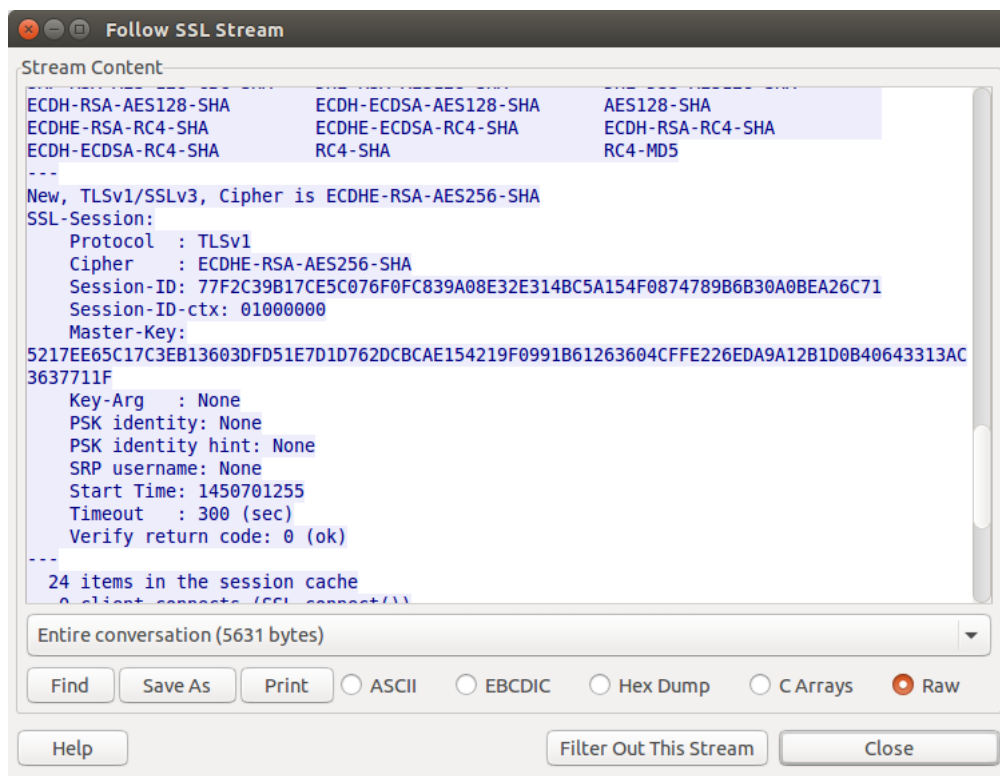 Follow SSL Stream
Stream Content
ECDH-RSA-AES128-SHA ECDH-ECDSA-AES128-SHA AES128-SHA
ECDHE-RSA-RC4-SHA ECDHE-ECDSA-RC4-SHA ECDH-RSA-RC4-SHA
ECDH-ECDSA-RC4-SHA RC4-SHA RC4-MD5
---
New, TLSv1/SSLv3, Cipher is ECDHE-RSA-AES256-SHA
SSL-Session:
Protocol : TLSv1
Cipher : ECDHE-RSA-AES256-SHA
Session-ID: 77F2C39B17CE5C076F0FC839A08E32E314BC5A154F0874789B6B30A0BEA26C71
Session-ID-ctx: 01000000
Master-Key:
5217EE65C17C3EB13603DFD51E7D1D762DCBCAE154219F0991B61263604CFFE226EDA9A12B1D0B40643313AC
3637711F
Key-Arg : None
PSK identity: None
PSK identity hint: None
SRP username: None
Start Time: 1450701255
Timeout : 300 (sec)
Verify return code: 0 (ok)
---
24 items in the session cache
0 client connects (SSL_connect())
Entire conversation (5631 bytes)
Find Save As Print ASCII EBCDIC Hex Dump C Arrays Raw
Help Filter Out This Stream Close